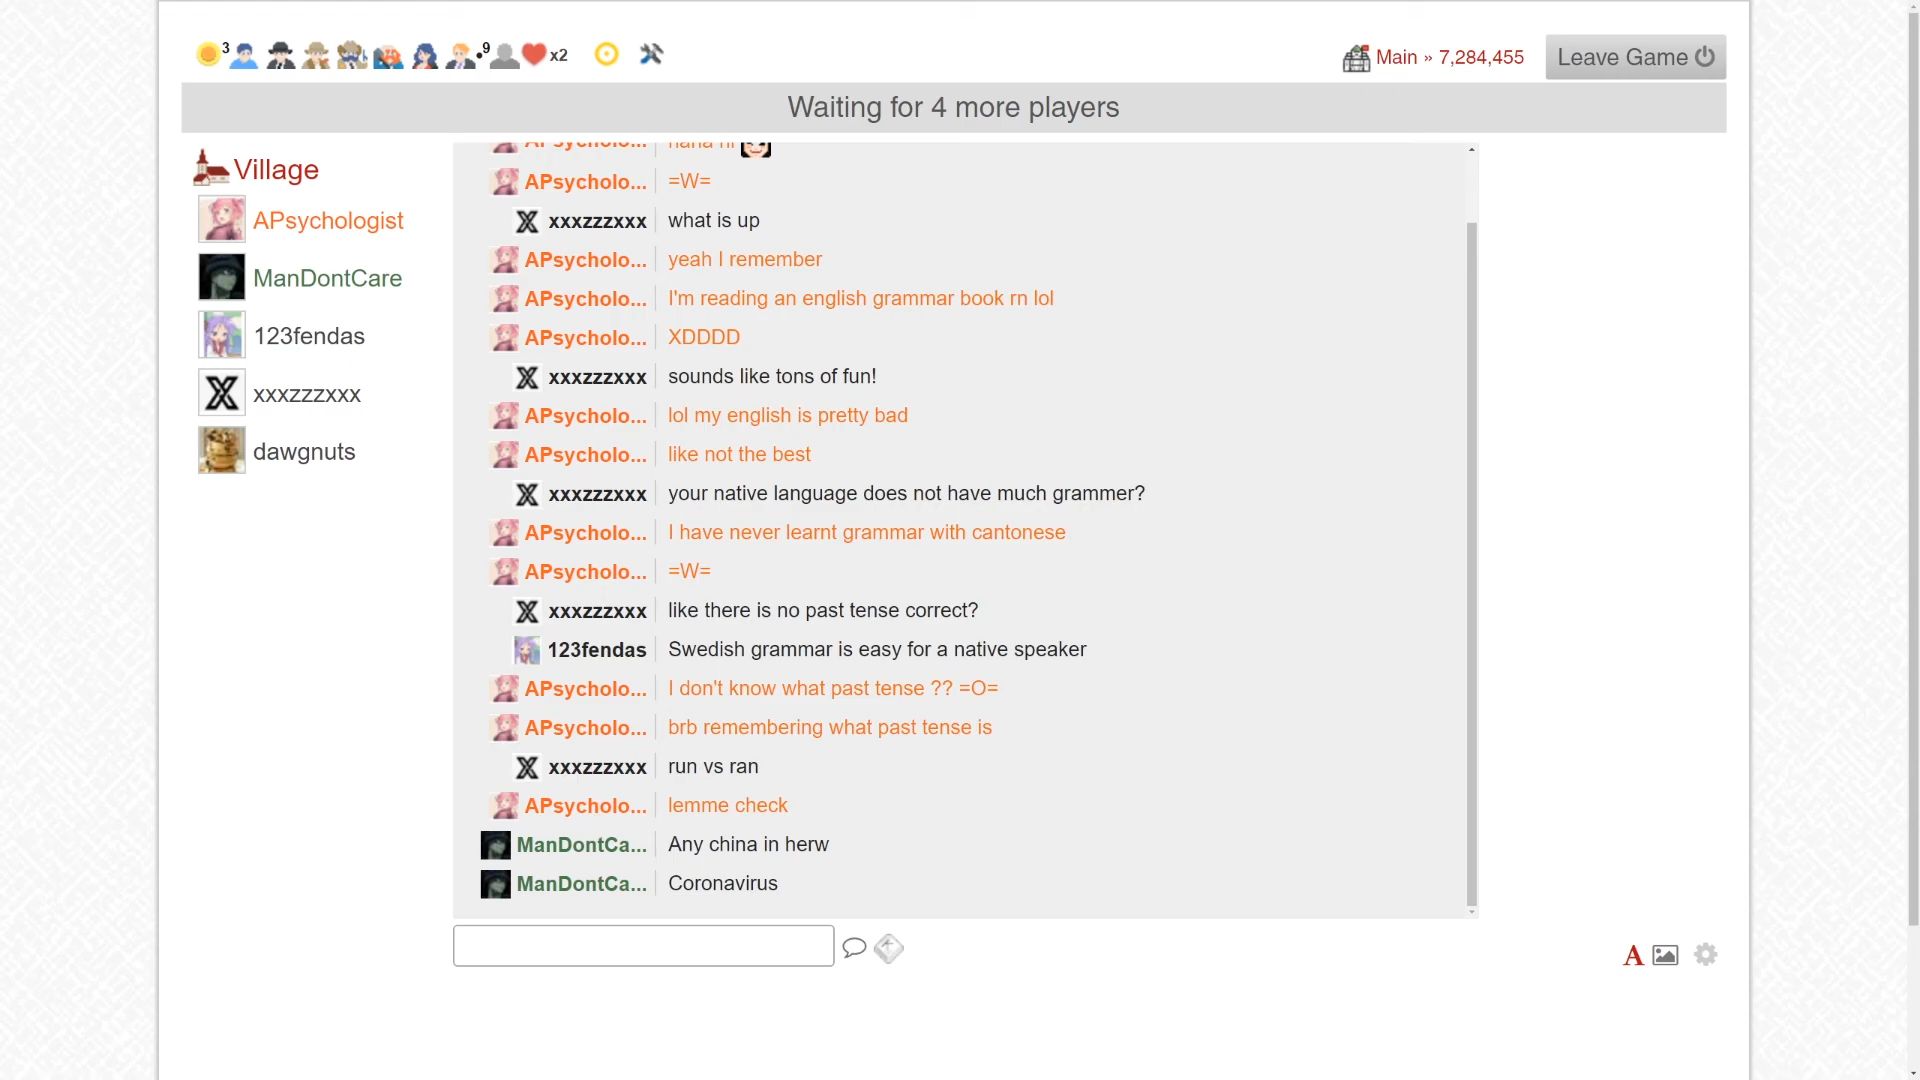 3
9
x2
Main » 7,284,455
Leave Game
Waiting for 4 more players
Village
APsychologist
ManDontCare
123fendas
xxxzzzxxx
dawgnuts
APsycholo... haha hi
APsycholo... =W=
xxxzzzxxx what is up
APsycholo... yeah I remember
APsycholo... I'm reading an english grammar book rn lol
APsycholo... XDDDD
xxxzzzxxx sounds like tons of fun!
APsycholo... lol my english is pretty bad
APsycholo... like not the best
xxxzzzxxx your native language does not have much grammer?
APsycholo... I have never learnt grammar with cantonese
APsycholo... =W=
xxxzzzxxx like there is no past tense correct?
123fendas Swedish grammar is easy for a native speaker
APsycholo... I don't know what past tense ?? =O=
APsycholo... brb remembering what past tense is
xxxzzzxxx run vs ran
APsycholo... lemme check
ManDontCa... Any china in herw
ManDontCa... Coronavirus
A